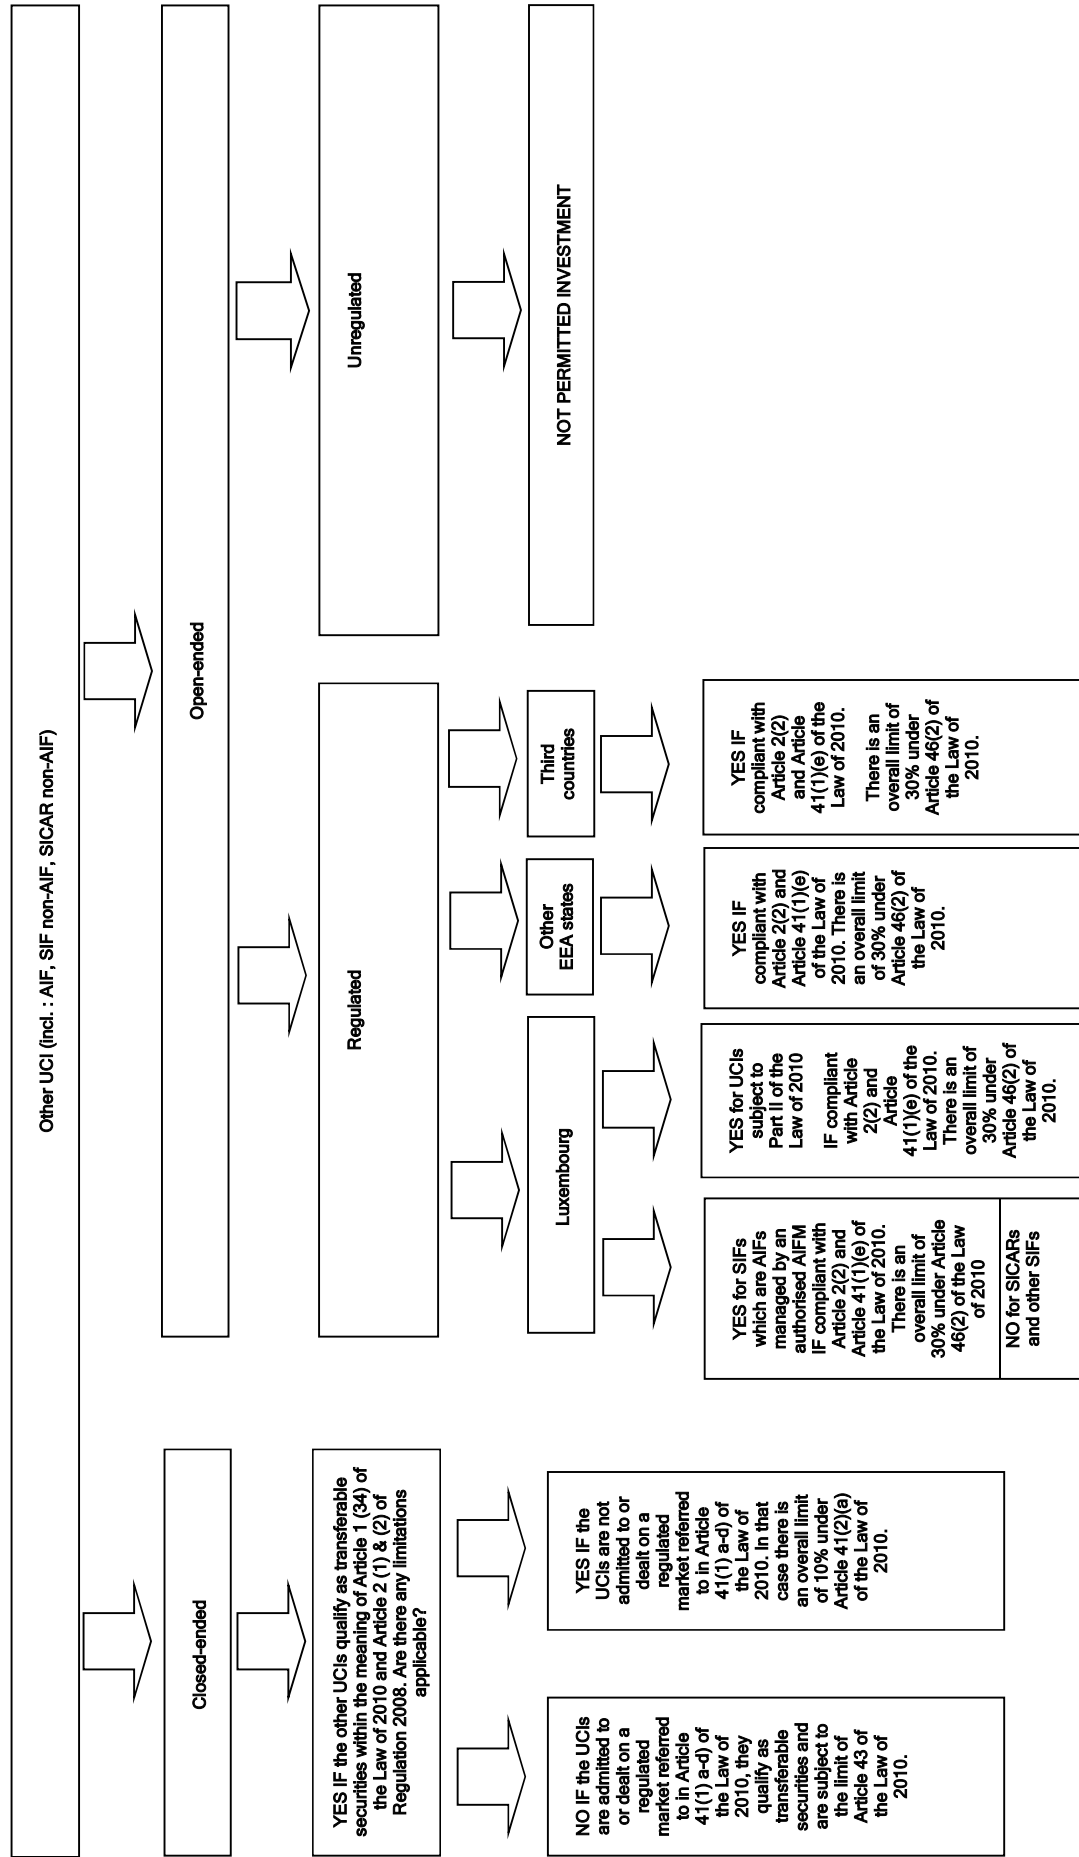 Other UCI (incl. : AIF, SIF non-AIF, SICAR non-AIF)
Closed-ended
Open-ended
YES IF the other UCIs qualify as transferable
securities within the meaning of Article 1 (34) of
the Law of 2010 and Article 2 (1) & (2) of
Regulation 2008. Are there any limitations
applicable?
Regulated
Unregulated
NO IF the UCIs
are admitted to
or dealt on a
regulated
market referred
to in Article
41(1) a-d) of
the Law of
2010, they
qualify as
transferable
securities and
are subject to
the limit of
Article 43 of
the Law of
2010.
YES IF the
UCIs are not
admitted to or
dealt on a
regulated
market referred
to in Article
41(1) a-d) of
the Law of
2010. In that
case there is
an overall limit
of 10% under
Article 41(2)(a)
of the Law of
2010.
Luxembourg
Other
EEA states
Third
countries
NOT PERMITTED INVESTMENT
YES for SIFs
which are AIFs
managed by an
authorised AIFM
IF compliant with
Article 2(2) and
Article 41(1)(e) of
the Law of 2010.
There is an
overall limit of
30% under Article
46(2) of the Law
of 2010
NO for SICARs
and other SIFs
YES for UCIs
subject to
Part II of the
Law of 2010
IF compliant
with Article
2(2) and
Article
41(1)(e) of the
Law of 2010.
There is an
overall limit of
30% under
Article 46(2) of
the Law of
2010.
YES IF
compliant with
Article 2(2) and
Article 41(1)(e)
of the Law of
2010. There is
an overall limit
of 30% under
Article 46(2) of
the Law of
2010.
YES IF
compliant with
Article 2(2)
and Article
41(1)(e) of the
Law of 2010.
There is an
overall limit of
30% under
Article 46(2) of
the Law of
2010.